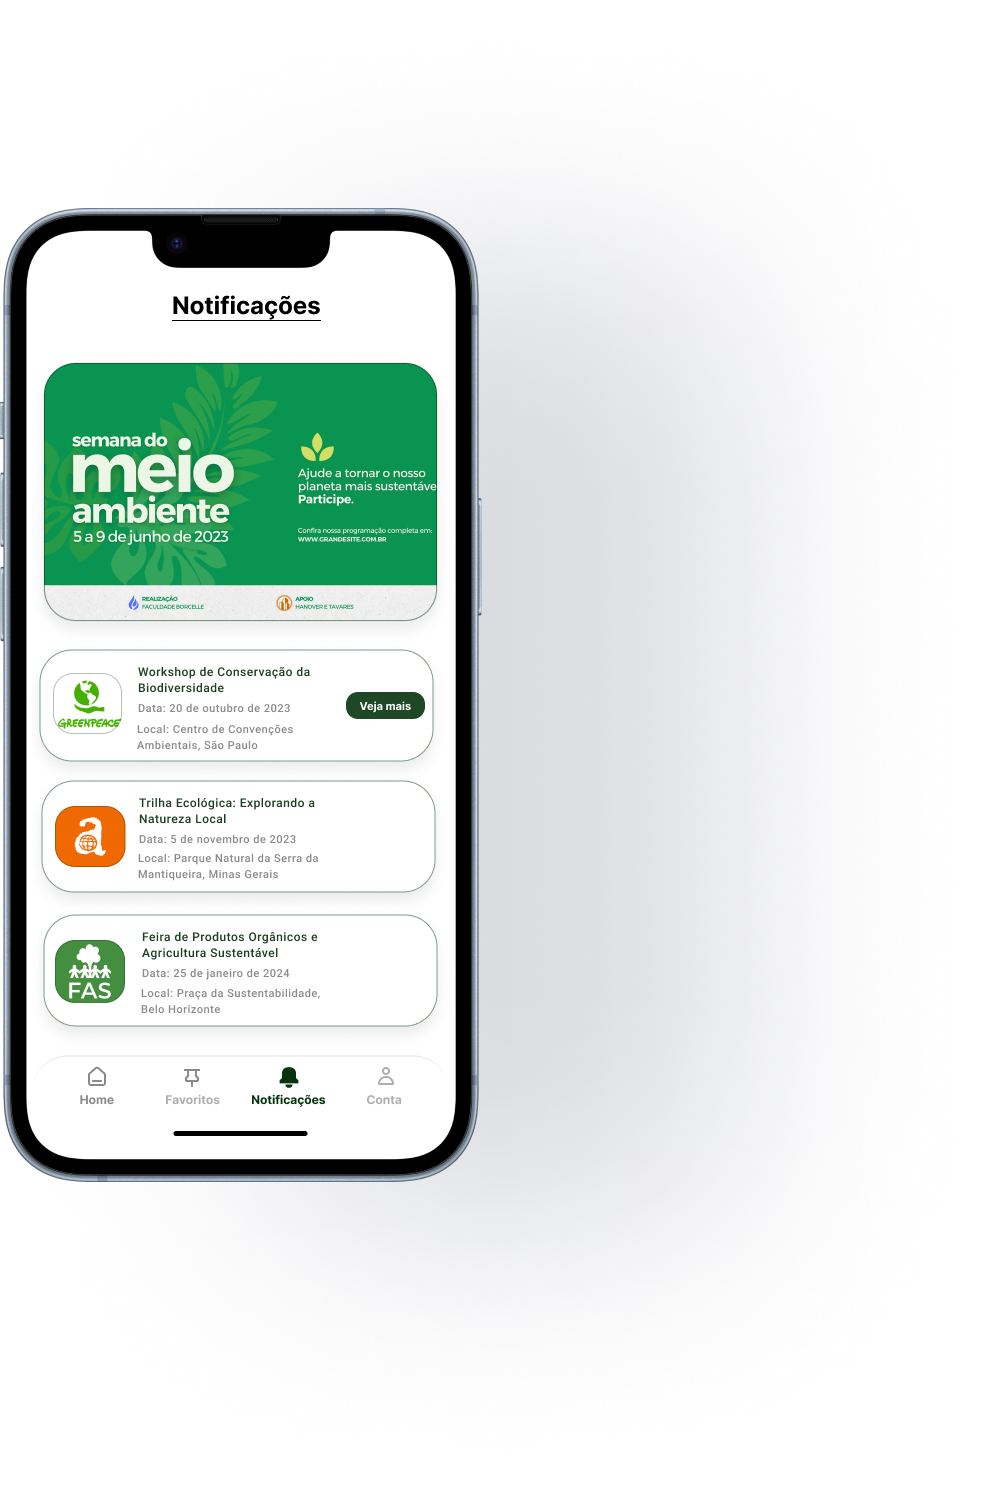 Notificações
semana do
meio
ambiente
5 a 9 de junho de 2023
Ajude a tornar o nosso
planeta mais sustentáve
Participe.
Confira nossa programação completa em:
WWW.GRANDESITE.COM.BR
REALIZAÇÃO
FACULDADE BORCELLE
APOIO
HANOVER E TAVARES
GREENPEACE
Workshop de Conservação da
Biodiversidade
Data: 20 de outubro de 2023
Local: Centro de Convenções
Ambientais, São Paulo
Veja mais
a
Trilha Ecológica: Explorando a
Natureza Local
Data: 5 de novembro de 2023
Local: Parque Natural da Serra da
Mantiqueira, Minas Gerais
FAS
Feira de Produtos Orgânicos e
Agricultura Sustentável
Data: 25 de janeiro de 2024
Local: Praça da Sustentabilidade,
Belo Horizonte
Home
Favoritos
Notificações
Conta